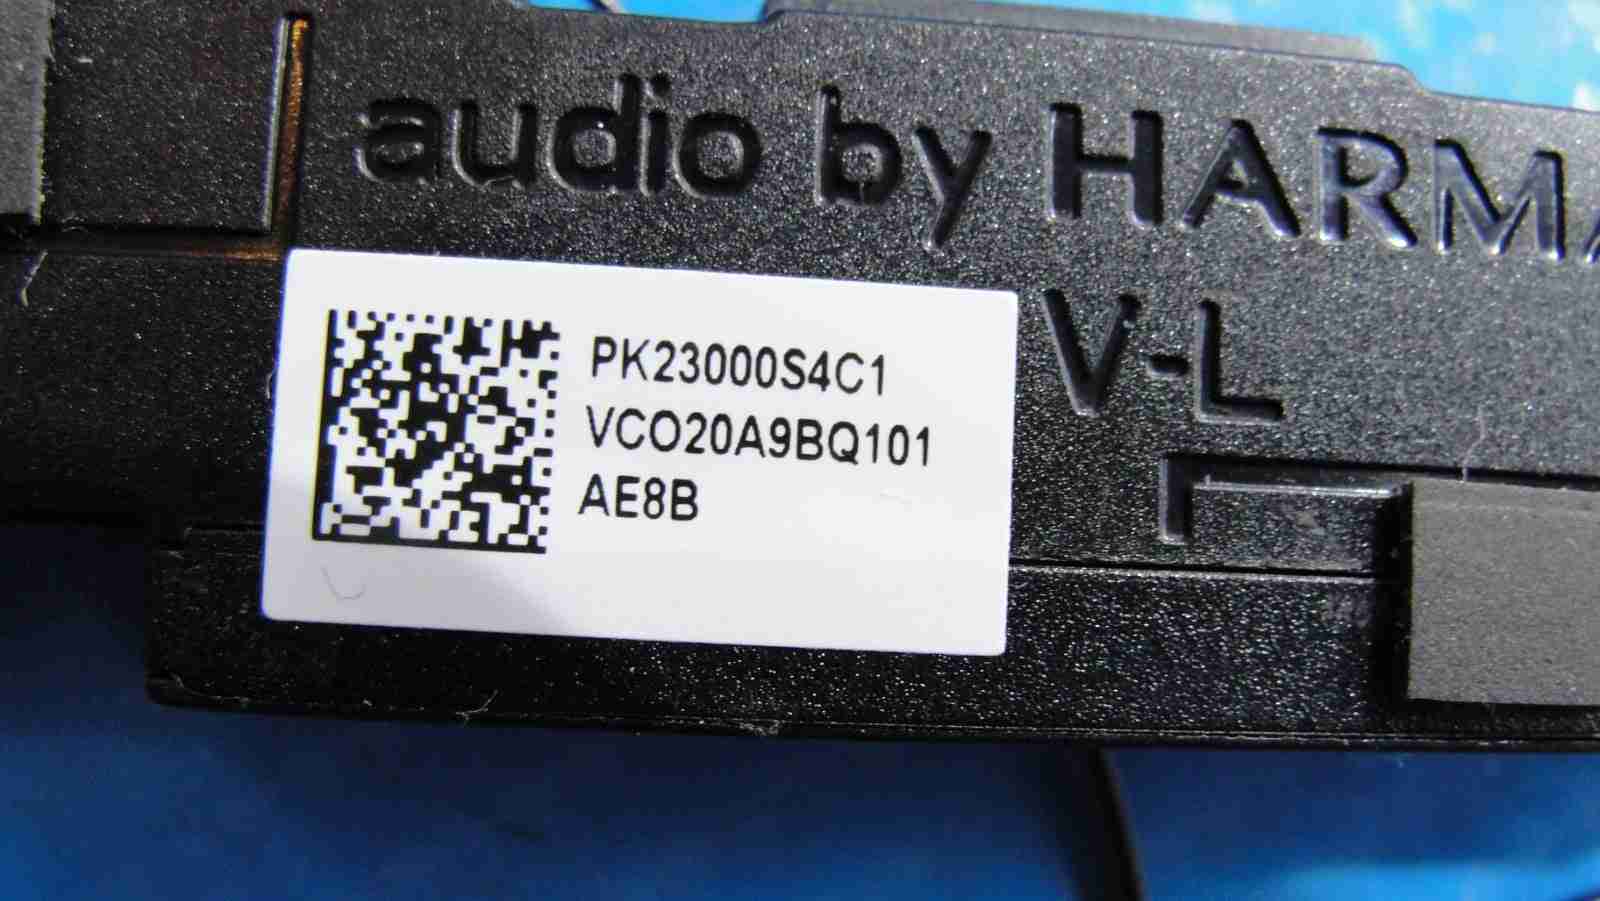 audio by HARMA
V-L
PK23000S4C1
VCO20A9BQ101
AE8B